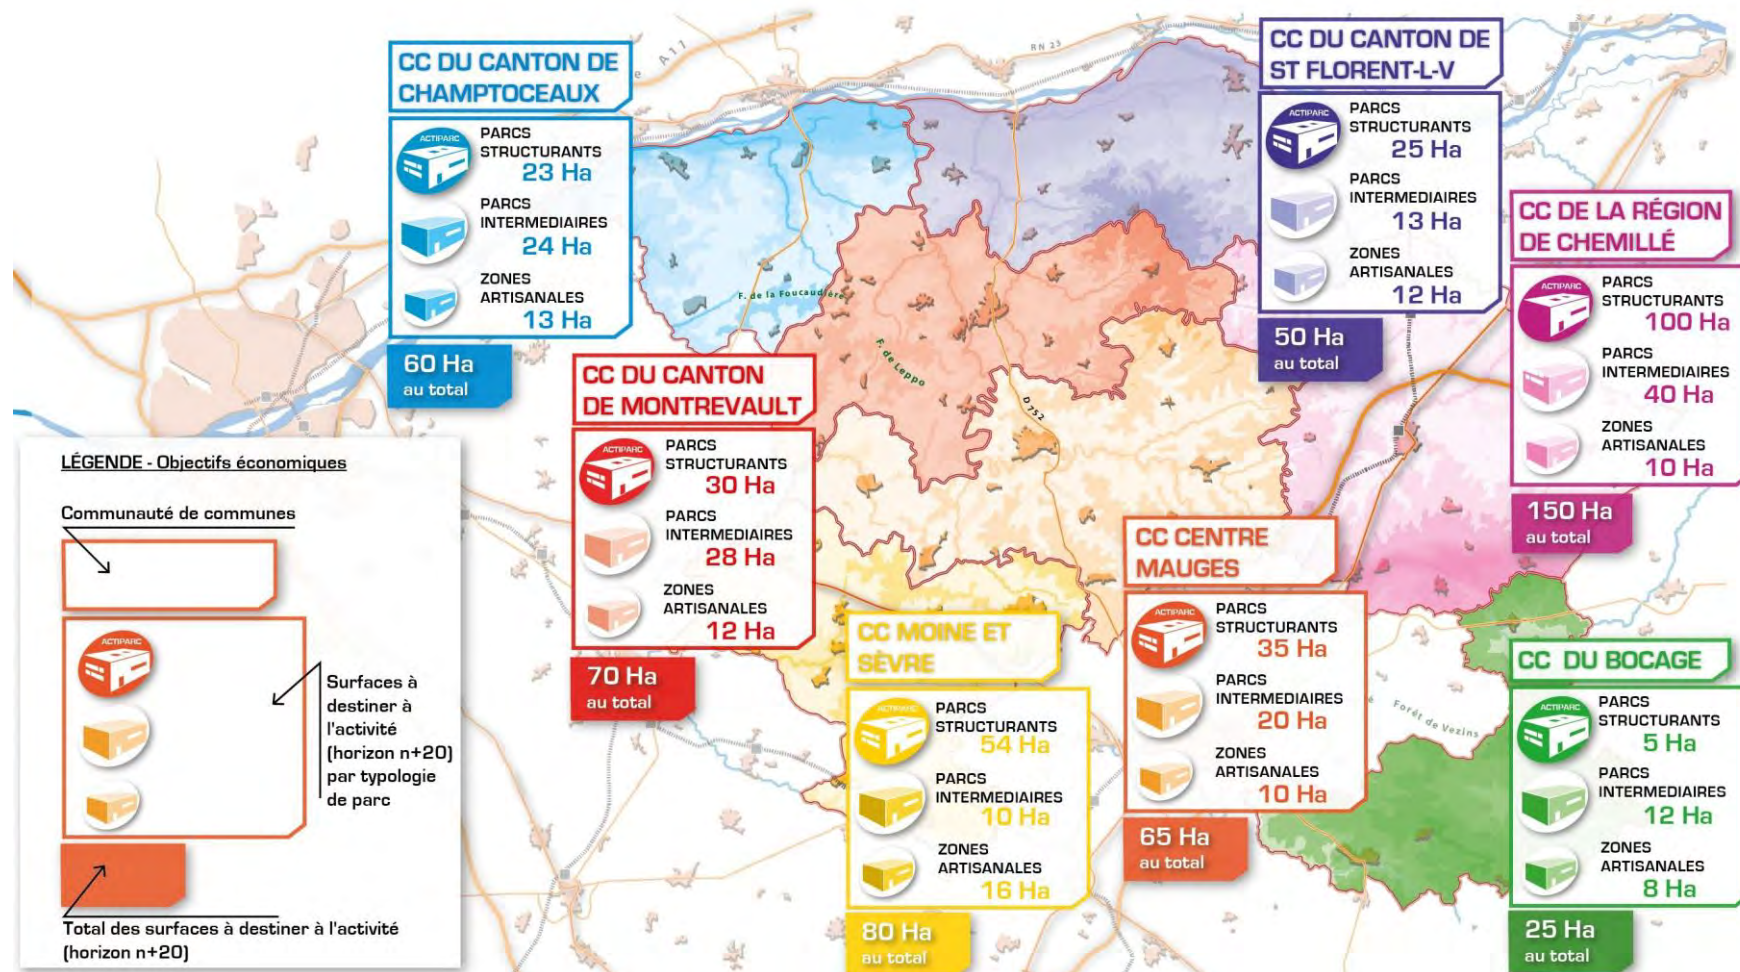 A11
RN 23
CC DU CANTON DE
CHAMPTOCEAUX
ACTIPARC
PARCS
STRUCTURANTS
23 Ha
PARCS
INTERMEDIAIRES
24 Ha
ZONES
ARTISANALES
13 Ha
60 Ha
au total
CC DU CANTON DE
ST FLORENT-L-V
ACTIPARC
PARCS
STRUCTURANTS
25 Ha
PARCS
INTERMEDIAIRES
13 Ha
ZONES
ARTISANALES
12 Ha
50 Ha
au total
CC DE LA RÉGION
DE CHEMILLÉ
ACTIPARC
PARCS
STRUCTURANTS
100 Ha
PARCS
INTERMEDIAIRES
40 Ha
ZONES
ARTISANALES
10 Ha
150 Ha
au total
F. de la Foucaudière
F. de Leppo
D 752
CC DU CANTON
DE MONTREVAULT
ACTIPARC
PARCS
STRUCTURANTS
30 Ha
PARCS
INTERMEDIAIRES
28 Ha
ZONES
ARTISANALES
12 Ha
70 Ha
au total
CC MOINE ET
SÈVRE
ACTIPARC
PARCS
STRUCTURANTS
54 Ha
PARCS
INTERMEDIAIRES
10 Ha
ZONES
ARTISANALES
16 Ha
80 Ha
au total
CC CENTRE
MAUGES
ACTIPARC
PARCS
STRUCTURANTS
35 Ha
PARCS
INTERMEDIAIRES
20 Ha
ZONES
ARTISANALES
10 Ha
65 Ha
au total
Forêt de Vezins
CC DU BOCAGE
ACTIPARC
PARCS
STRUCTURANTS
5 Ha
PARCS
INTERMEDIAIRES
12 Ha
ZONES
ARTISANALES
8 Ha
25 Ha
au total
LÉGENDE - Objectifs économiques
Communauté de communes
ACTIPARC
Surfaces à
destiner à
l'activité
(horizon n+20)
par typologie
de parc
Total des surfaces à destiner à l'activité
(horizon n+20)